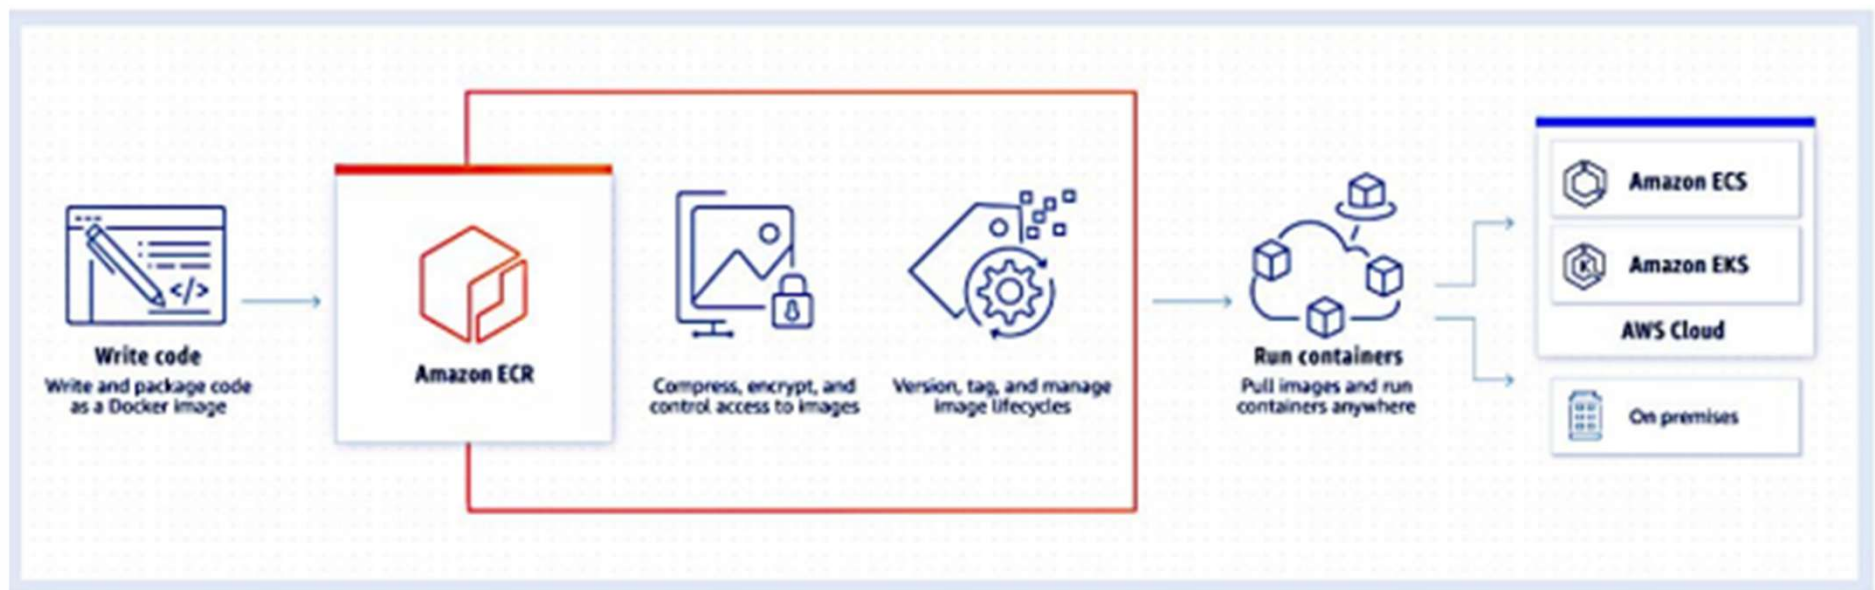 Write code
Write and package code
as a Docker image
Amazon ECR
Compress, encrypt, and
control access to images
Version, tag, and manage
image lifecycles
Run containers
Pull images and run
containers anywhere
Amazon ECS
Amazon EKS
AWS Cloud
On premises